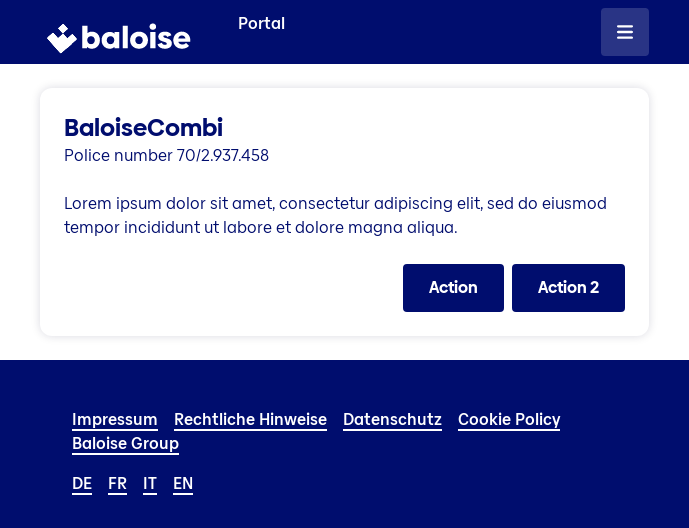 baloise
Portal
BaloiseCombi
Police number 70/2.937.458
Lorem ipsum dolor sit amet, consectetur adipiscing elit, sed do eiusmod
tempor incididunt ut labore et dolore magna aliqua.
Action Action 2
Impressum Rechtliche Hinweise Datenschutz Cookie Policy
Baloise Group
DE FR IT EN